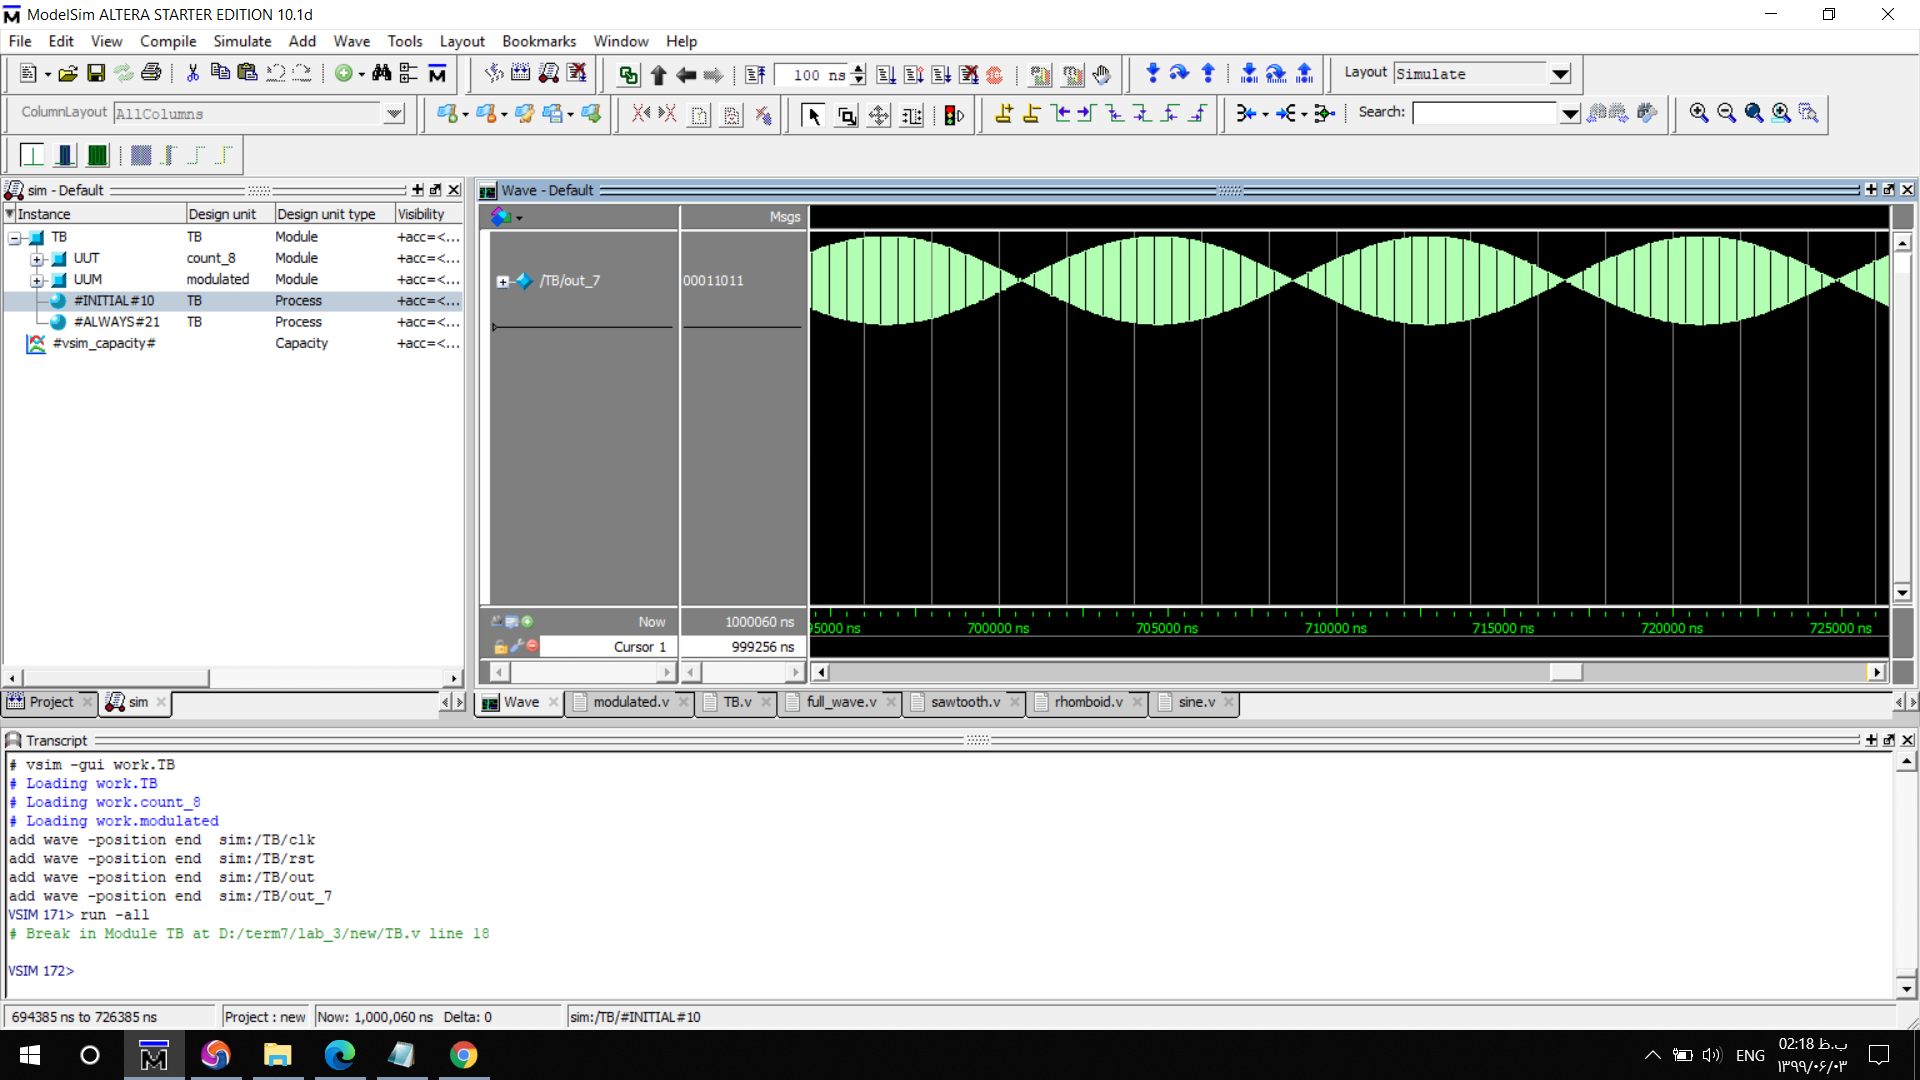 ModelSim ALTERA STARTER EDITION 10.1d
File Edit View Compile Simulate Add Wave Tools Layout Bookmarks Window Help
100 ns
Layout Simulate
ColumnLayout AllColumns
Search:
sim - Default
Instance Design unit Design unit type Visibility
TB TB Module +acc=<...
UUT count_8 Module +acc=<...
UUM modulated Module +acc=<...
#INITIAL#10 TB Process +acc=<...
#ALWAYS#21 TB Process +acc=<...
#vsim_capacity# Capacity +acc=<...
Wave - Default
Msgs
/TB/out_7 00011011
Now 1000060 ns
Cursor 1 999256 ns
95000 ns 700000 ns 705000 ns 710000 ns 715000 ns 720000 ns 725000 ns
Project sim
Wave modulated.v TB.v full_wave.v sawtooth.v rhomboid.v sine.v
Transcript
# vsim -gui work.TB
# Loading work.TB
# Loading work.count_8
# Loading work.modulated
add wave -position end sim:/TB/clk
add wave -position end sim:/TB/rst
add wave -position end sim:/TB/out
add wave -position end sim:/TB/out_7
VSIM 171> run -all
# Break in Module TB at D:/term7/lab_3/new/TB.v line 18
VSIM 172>
694385 ns to 726385 ns Project : new Now: 1,000,060 ns Delta: 0 sim:/TB/#INITIAL#10
ENG
02:18 ب.ظ
۱۳۹۹/۰۶/۰۳